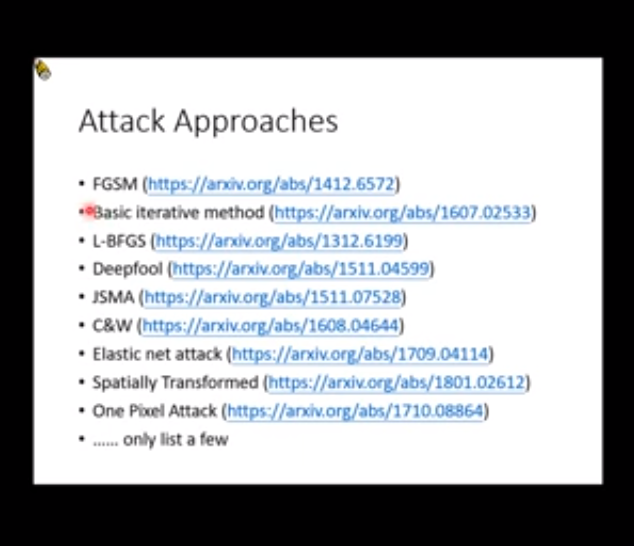 Attack Approaches
• FGSM (https://arxiv.org/abs/1412.6572)
• Basic iterative method (https://arxiv.org/abs/1607.02533)
• L-BFGS (https://arxiv.org/abs/1312.6199)
• Deepfool (https://arxiv.org/abs/1511.04599)
• JSMA (https://arxiv.org/abs/1511.07528)
• C&W (https://arxiv.org/abs/1608.04644)
• Elastic net attack (https://arxiv.org/abs/1709.04114)
• Spatially Transformed (https://arxiv.org/abs/1801.02612)
• One Pixel Attack (https://arxiv.org/abs/1710.08864)
• ...... only list a few